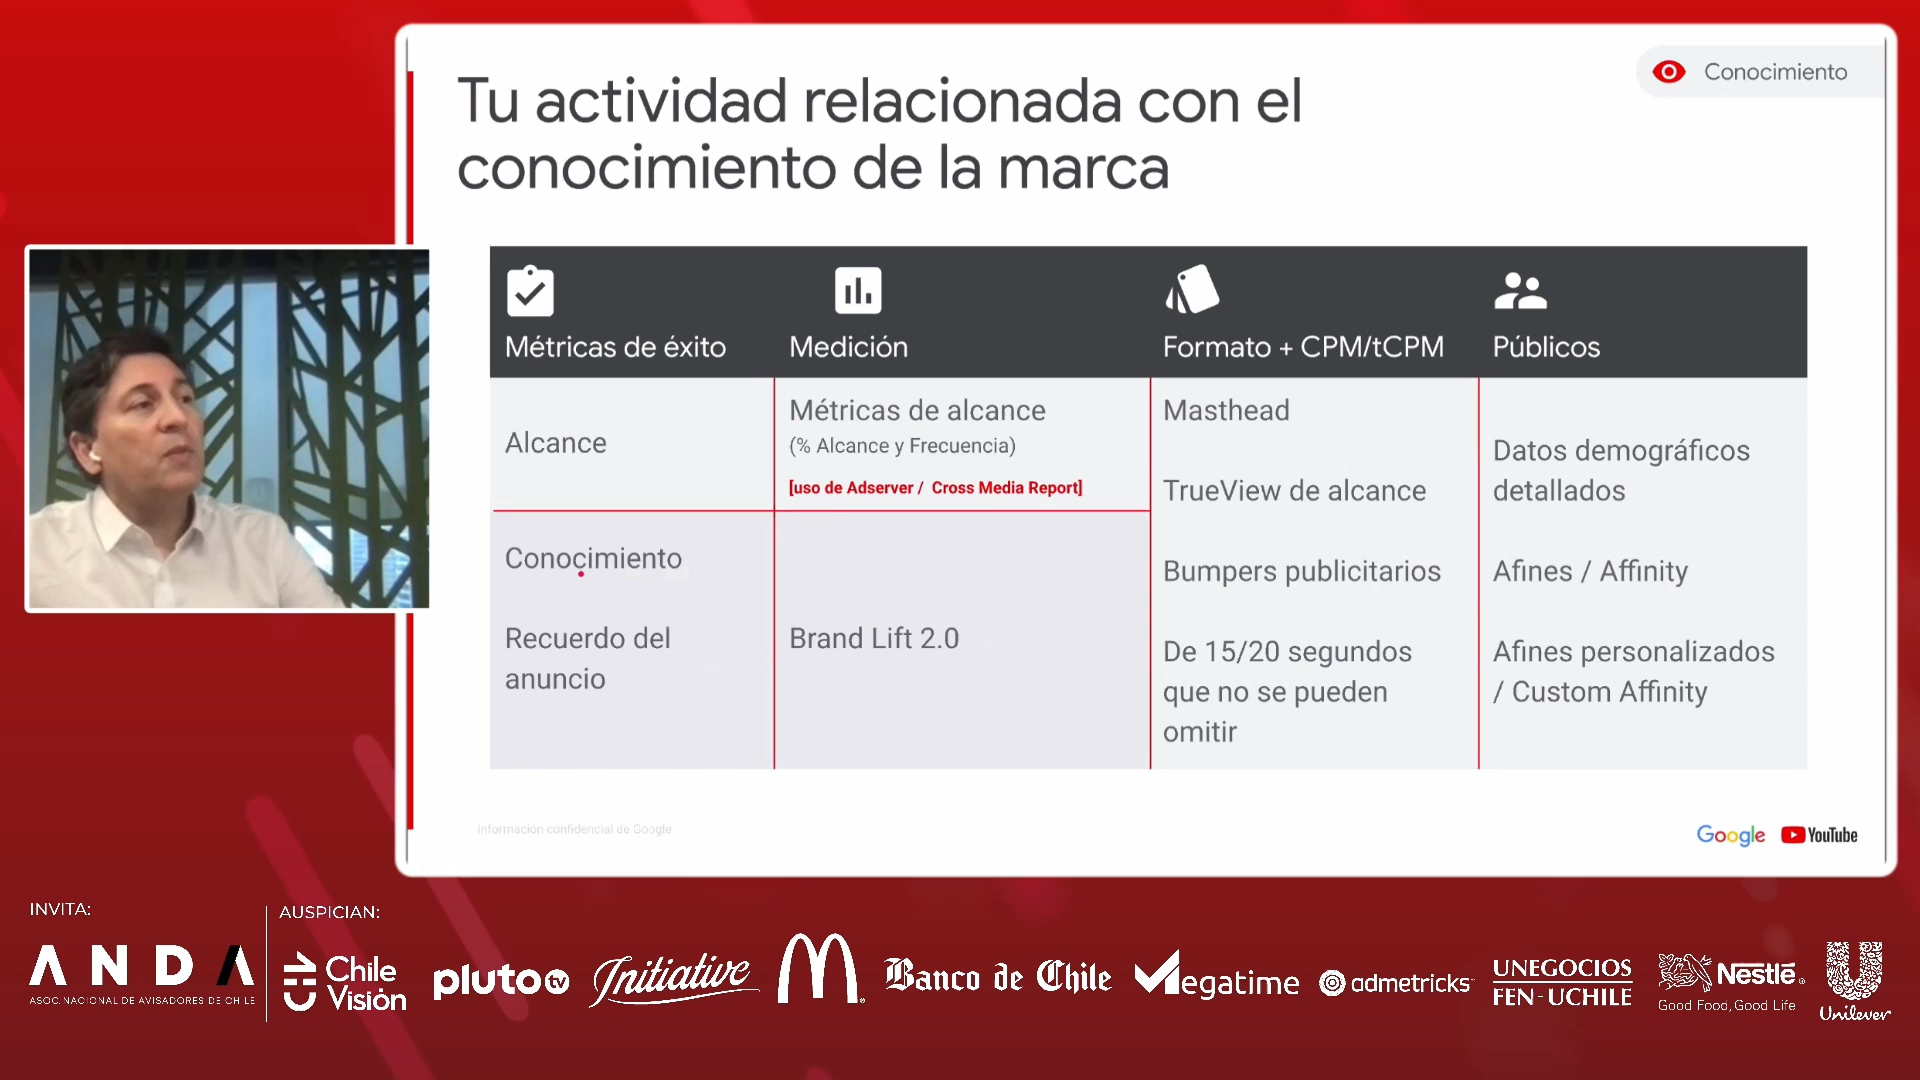 Conocimiento
Tu actividad relacionada con el
conocimiento de la marca
Métricas de éxito
Medición
Formato + CPM/tCPM
Públicos
Alcance
Métricas de alcance
(% Alcance y Frecuencia)
[uso de Adserver / Cross Media Report]
Conocimiento
Recuerdo del
anuncio
Brand Lift 2.0
Masthead
TrueView de alcance
Bumpers publicitarios
De 15/20 segundos
que no se pueden
omitir
Datos demográficos
detallados
Afines / Affinity
Afines personalizados
/ Custom Affinity
Información confidencial de Google
Google
YouTube
INVITA:
ANDA
ASOC. NACIONAL DE AVISADORES DE CHILE
AUSPICIAN:
CHV
Chile
Visión
pluto tv
Initiative
M
Banco de Chile
Megatime
admetricks
UNEGOCIOS
FEN-UCHILE
Nestlé
Good Food, Good Life
U
Unilever